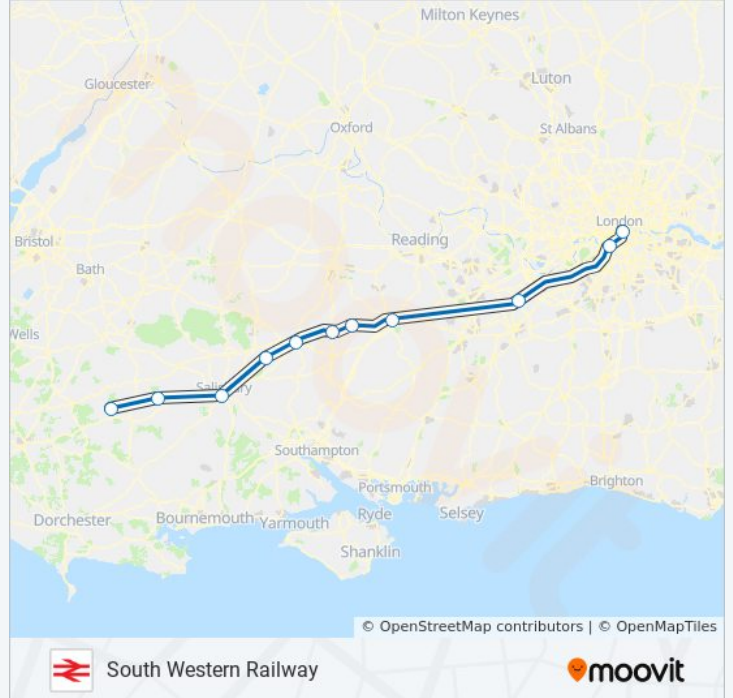 Milton Keynes
Gloucester
Luton
Oxford
St Albans
London
Bristol
Reading
Bath
Wells
Salisbury
Southampton
Portsmouth
Brighton
Dorchester
Bournemouth
Yarmouth
Ryde
Selsey
Shanklin
© OpenStreetMap contributors | © OpenMapTiles
South Western Railway
moovit